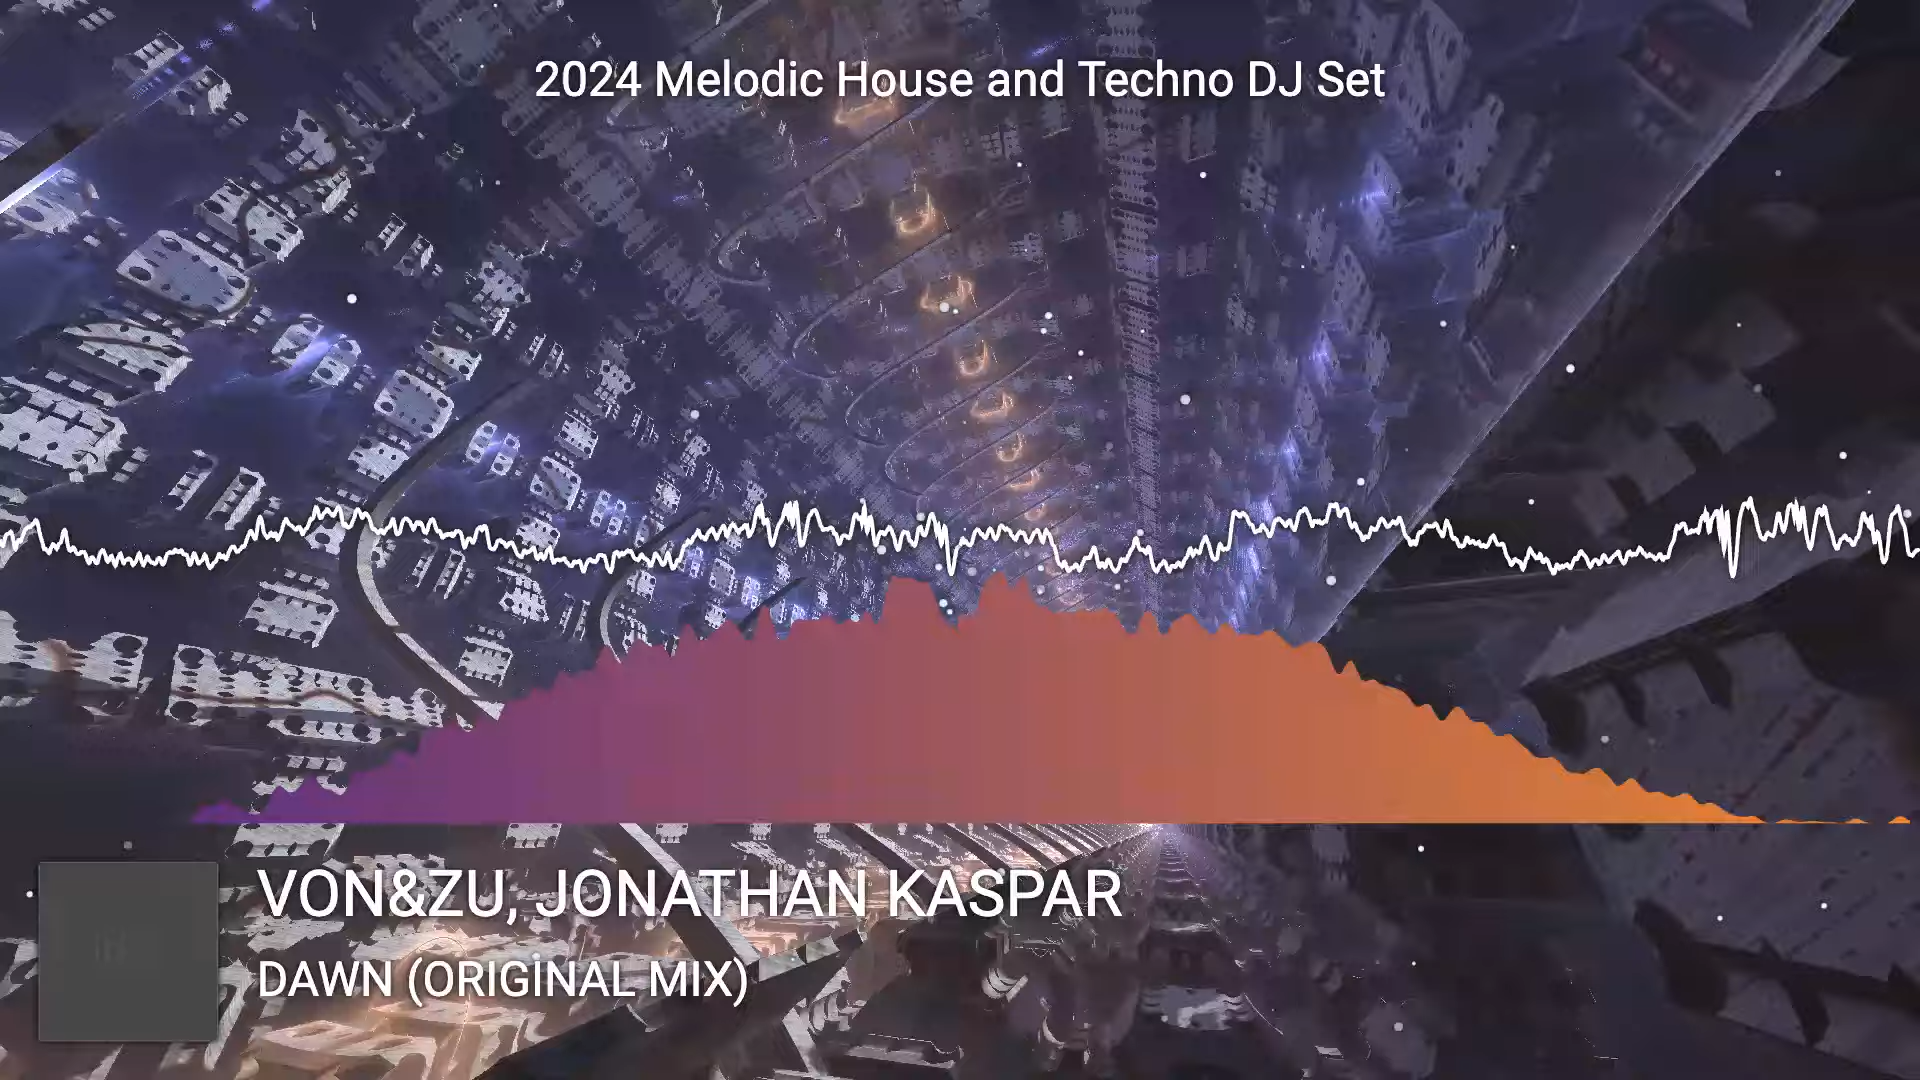 2024 Melodic House and Techno DJ Set
VON&ZU, JONATHAN KASPAR
DAWN (ORIGINAL MIX)